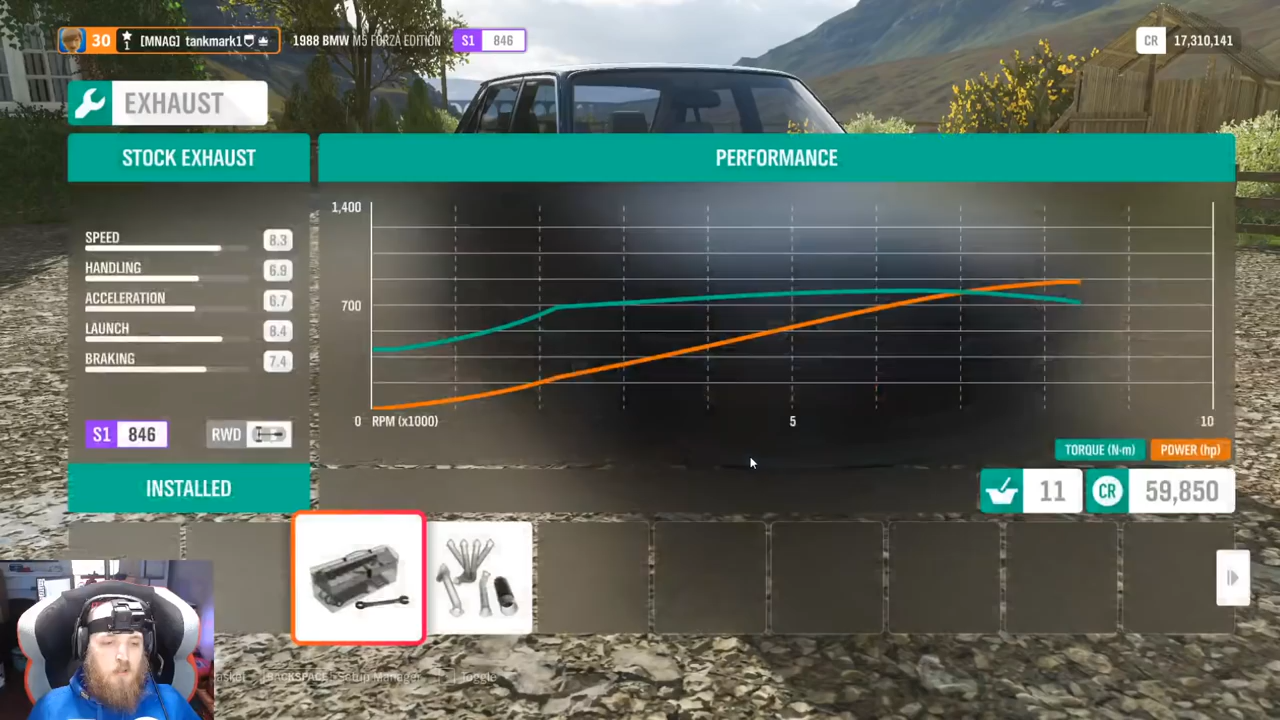 30 [MNAG] tankmark1 1988 BMW M5 FORZA EDITION S1 846 CR 17,310,141
EXHAUST
STOCK EXHAUST
PERFORMANCE
SPEED 8.3
HANDLING 6.9
ACCELERATION 6.7
LAUNCH 8.4
BRAKING 7.4
S1 846 RWD
INSTALLED
1,400
700
0 RPM (x1000) 5 10
TORQUE (N·m) POWER (hp)
11 CR 59,850
BACKSPACE Setup Manager Toggle